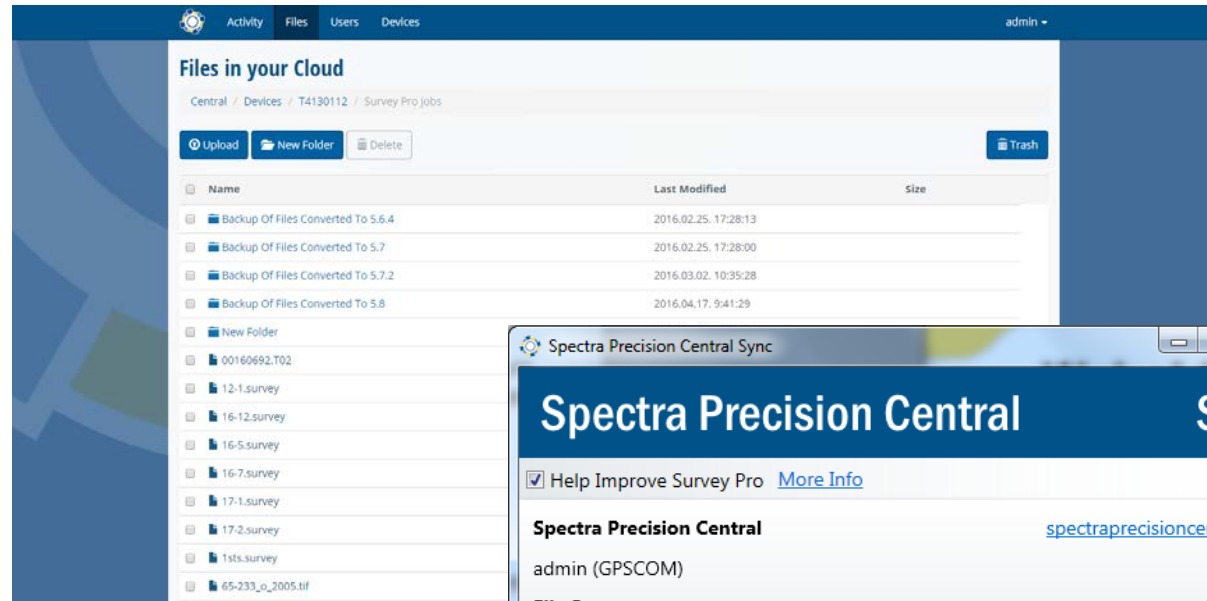 Activity Files Users Devices admin
Files in your Cloud
Central / Devices / T4130112 / Survey Pro Jobs
Upload New Folder Delete Trash
Name Last Modified Size
Backup Of Files Converted To 5.6.4 2016.02.25. 17:28:13
Backup Of Files Converted To 5.7 2016.02.25. 17:28:00
Backup Of Files Converted To 5.7.2 2016.03.02. 10:35:28
Backup Of Files Converted To 5.8 2016.04.17. 9:41:29
New Folder
00160692.T02
12-1.survey
16-12.survey
16-5.survey
16-7.survey
17-1.survey
17-2.survey
1sts.survey
65-233_o_2005.tif
Spectra Precision Central Sync
Spectra Precision Central S
Help Improve Survey Pro More Info
Spectra Precision Central spectraprecisionce
admin (GPSCOM)